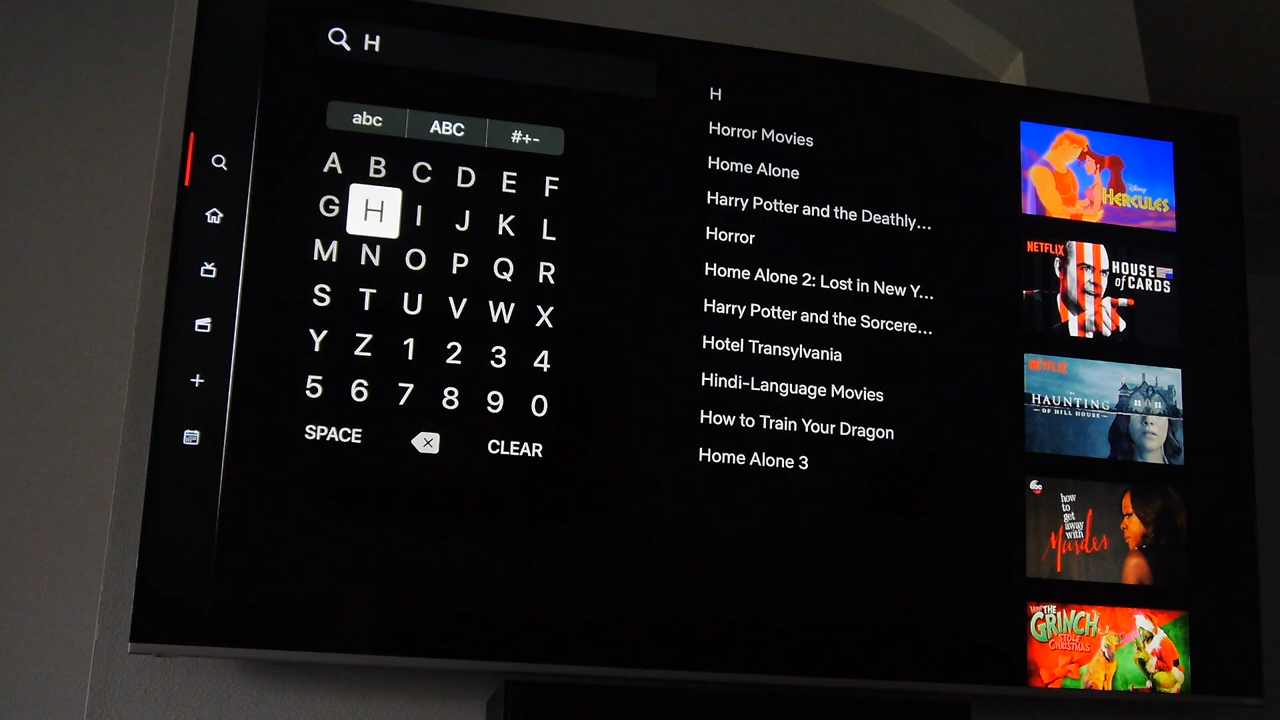 H
abc ABC #+-
A B C D E F
G H I J K L
M N O P Q R
S T U V W X
Y Z 1 2 3 4
5 6 7 8 9 0
SPACE CLEAR
H
Horror Movies
Home Alone
Harry Potter and the Deathly...
Horror
Home Alone 2: Lost in New Y...
Harry Potter and the Sorcere...
Hotel Transylvania
Hindi-Language Movies
How to Train Your Dragon
Home Alone 3
Disney
HERCULES
NETFLIX
HOUSE
of CARDS
NETFLIX
THE
HAUNTING
OF HILL HOUSE
abc
how
to
get
away
with
Murder
HOW THE
GRINCH
STOLE
CHRISTMAS